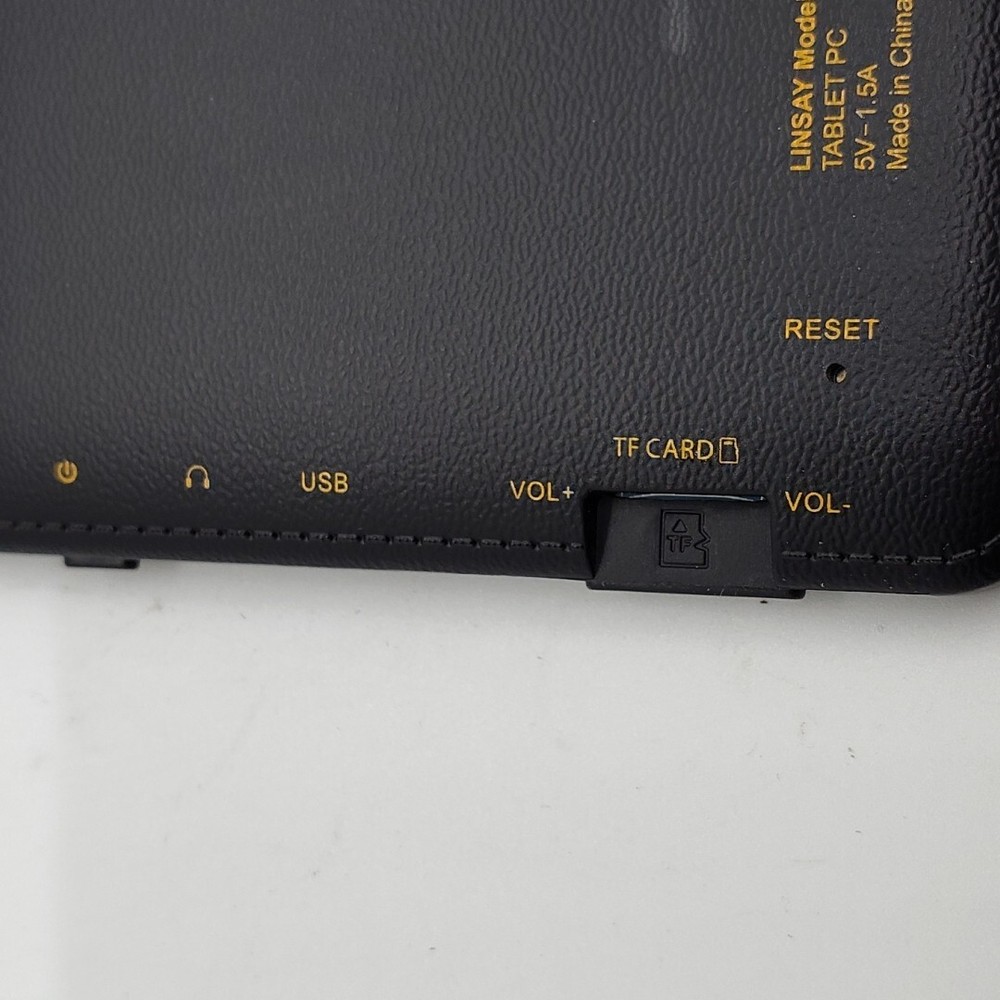 LINSAY Model
TABLET PC
5V-1.5A
Made in China
RESET
TF CARD
USB
VOL+
VOL-
TF